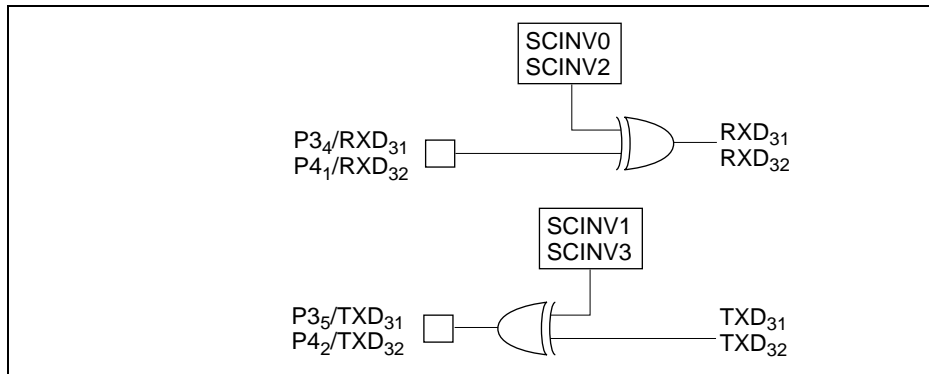 SCINV0
SCINV2
P3₄/RXD₃₁
P4₁/RXD₃₂
RXD₃₁
RXD₃₂
SCINV1
SCINV3
P3₅/TXD₃₁
P4₂/TXD₃₂
TXD₃₁
TXD₃₂